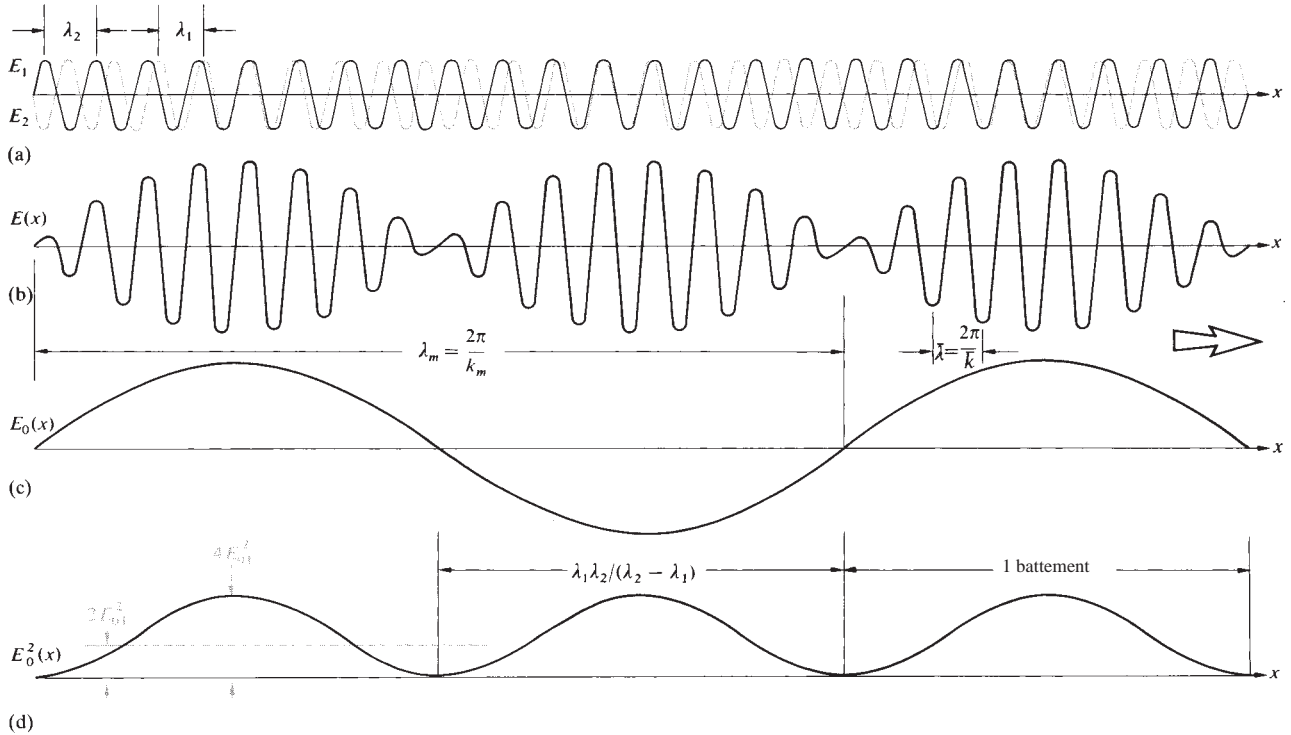 λ₂ λ₁
E₁
E₂
x
(a)
E(x)
x
(b)
λₘ = 2π/kₘ
λ̄ = 2π/k̄
E₀(x)
x
(c)
4E₀₁²
2E₀₁²
λ₁λ₂/(λ₂ − λ₁)
1 battement
E₀²(x)
x
(d)